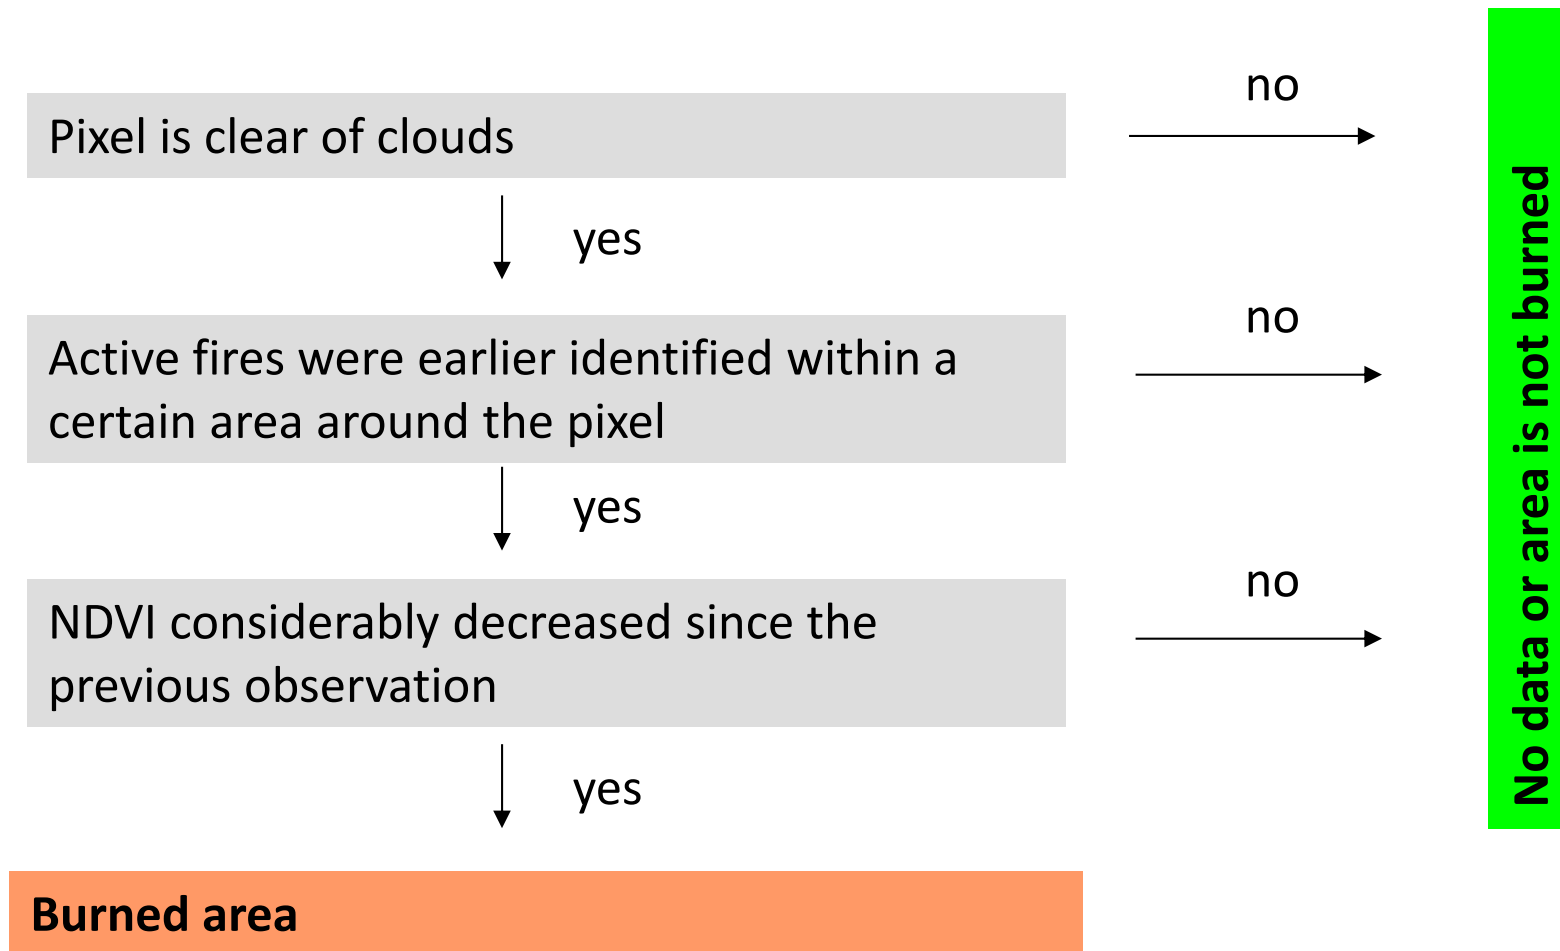 Pixel is clear of clouds
no
yes
Active fires were earlier identified within a
certain area around the pixel
no
yes
NDVI considerably decreased since the
previous observation
no
yes
Burned area
No data or area is not burned